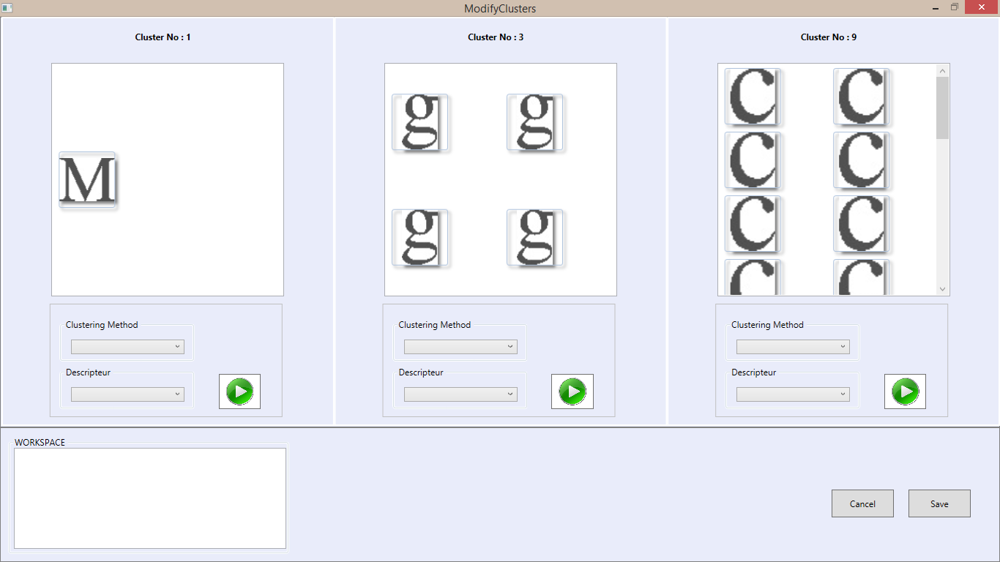 ModifyClusters
Cluster No : 1
Cluster No : 3
Cluster No : 9
M
g g
g g
C C
C C
C C
C C
Clustering Method
Descripteur
Clustering Method
Descripteur
Clustering Method
Descripteur
WORKSPACE
Cancel
Save